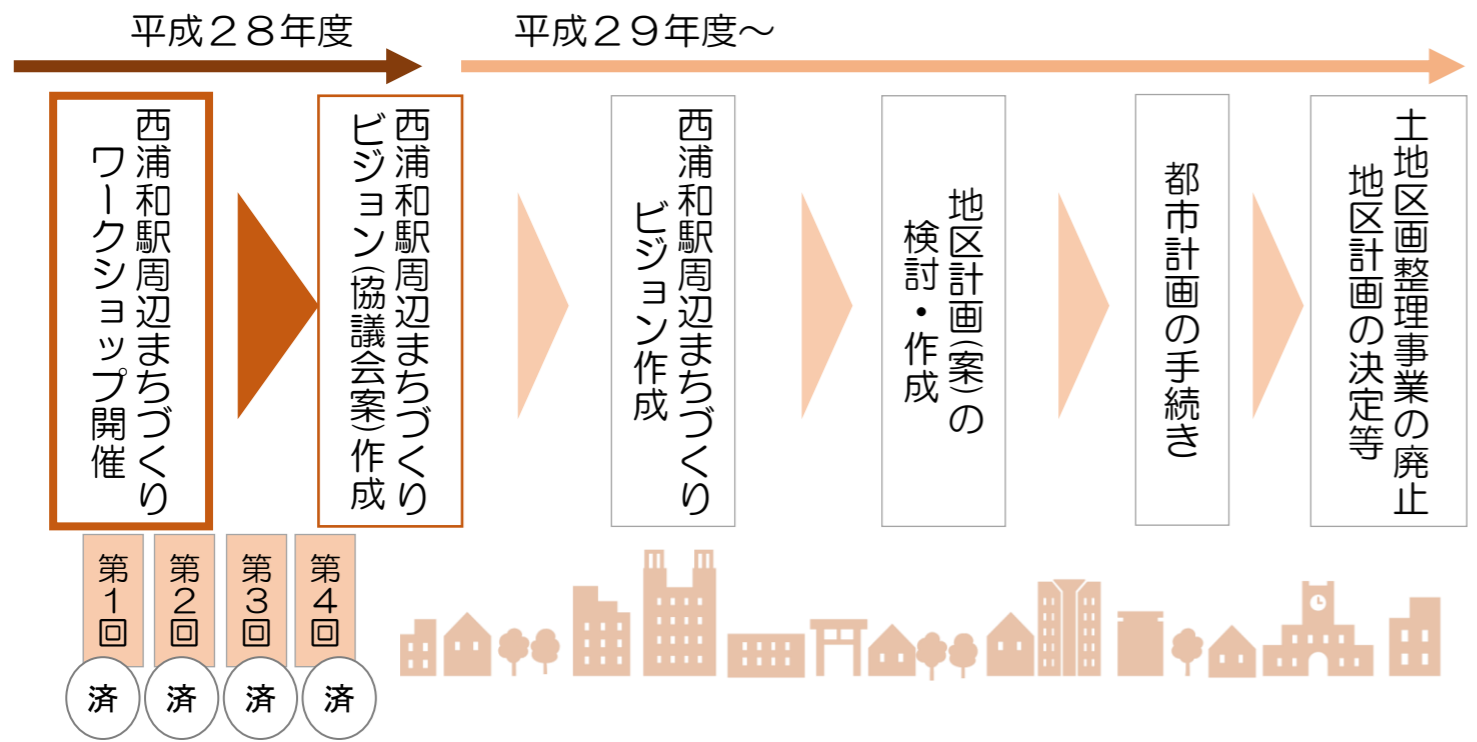 平成２８年度
平成２９年度～
西浦和駅周辺まちづくり
ワークショップ開催
西浦和駅周辺まちづくり
ビジョン(協議会案)作成
西浦和駅周辺まちづくり
ビジョン作成
地区計画(案)の
検討・作成
都市計画の手続き
土地区画整理事業の廃止
地区計画の決定等
第１回
第２回
第３回
第４回
済
済
済
済